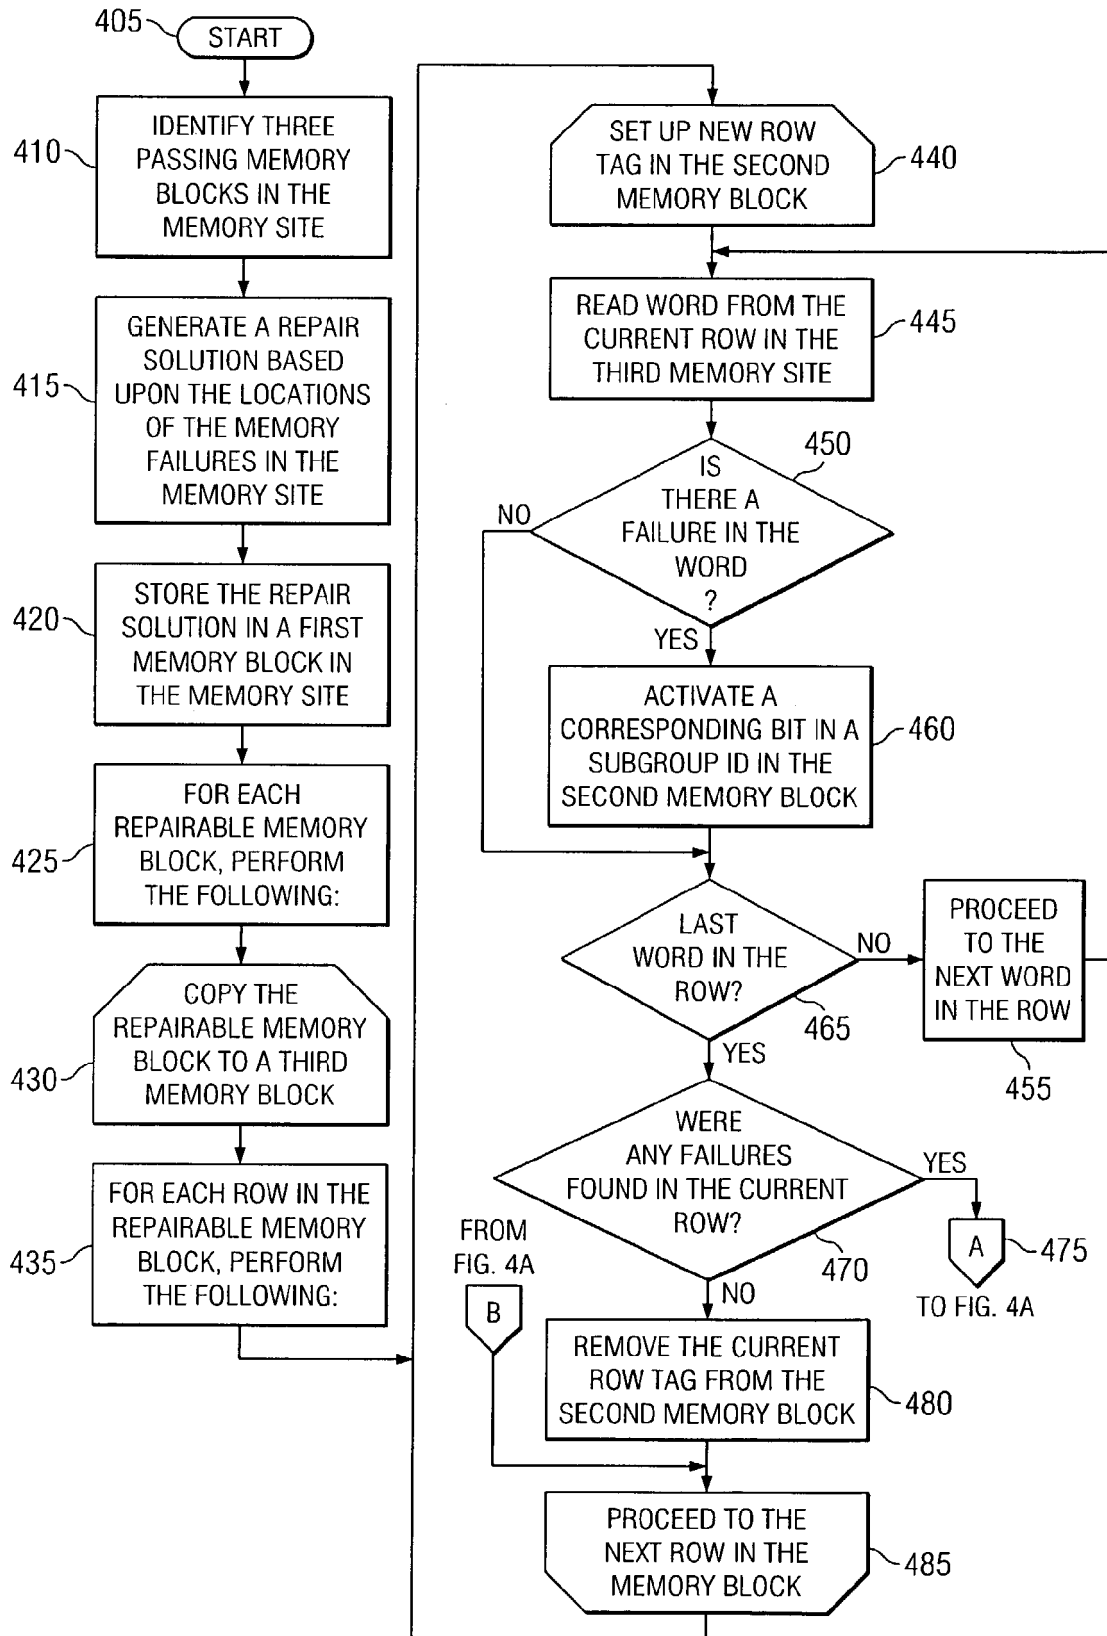 405
START
410
IDENTIFY THREE
PASSING MEMORY
BLOCKS IN THE
MEMORY SITE
415
GENERATE A REPAIR
SOLUTION BASED
UPON THE LOCATIONS
OF THE MEMORY
FAILURES IN THE
MEMORY SITE
420
STORE THE REPAIR
SOLUTION IN A FIRST
MEMORY BLOCK IN
THE MEMORY SITE
425
FOR EACH
REPAIRABLE MEMORY
BLOCK, PERFORM
THE FOLLOWING:
430
COPY THE
REPAIRABLE MEMORY
BLOCK TO A THIRD
MEMORY BLOCK
435
FOR EACH ROW IN THE
REPAIRABLE MEMORY
BLOCK, PERFORM
THE FOLLOWING:
SET UP NEW ROW
TAG IN THE SECOND
MEMORY BLOCK
440
READ WORD FROM THE
CURRENT ROW IN THE
THIRD MEMORY SITE
445
IS
THERE A
FAILURE IN THE
WORD
?
450
NO
YES
ACTIVATE A
CORRESPONDING BIT IN A
SUBGROUP ID IN THE
SECOND MEMORY BLOCK
460
LAST
WORD IN THE
ROW?
465
NO
PROCEED
TO THE
NEXT WORD
IN THE ROW
455
YES
WERE
ANY FAILURES
FOUND IN THE CURRENT
ROW?
470
YES
A
475
TO FIG. 4A
NO
FROM
FIG. 4A
B
REMOVE THE CURRENT
ROW TAG FROM THE
SECOND MEMORY BLOCK
480
PROCEED TO THE
NEXT ROW IN THE
MEMORY BLOCK
485